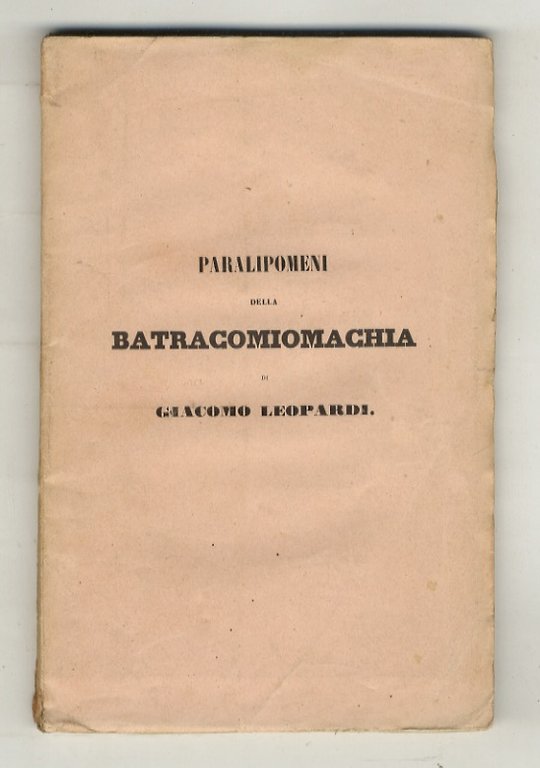 PARALIPOMENI
DELLA
BATRACOMIOMACHIA
DI
GIACOMO LEOPARDI.